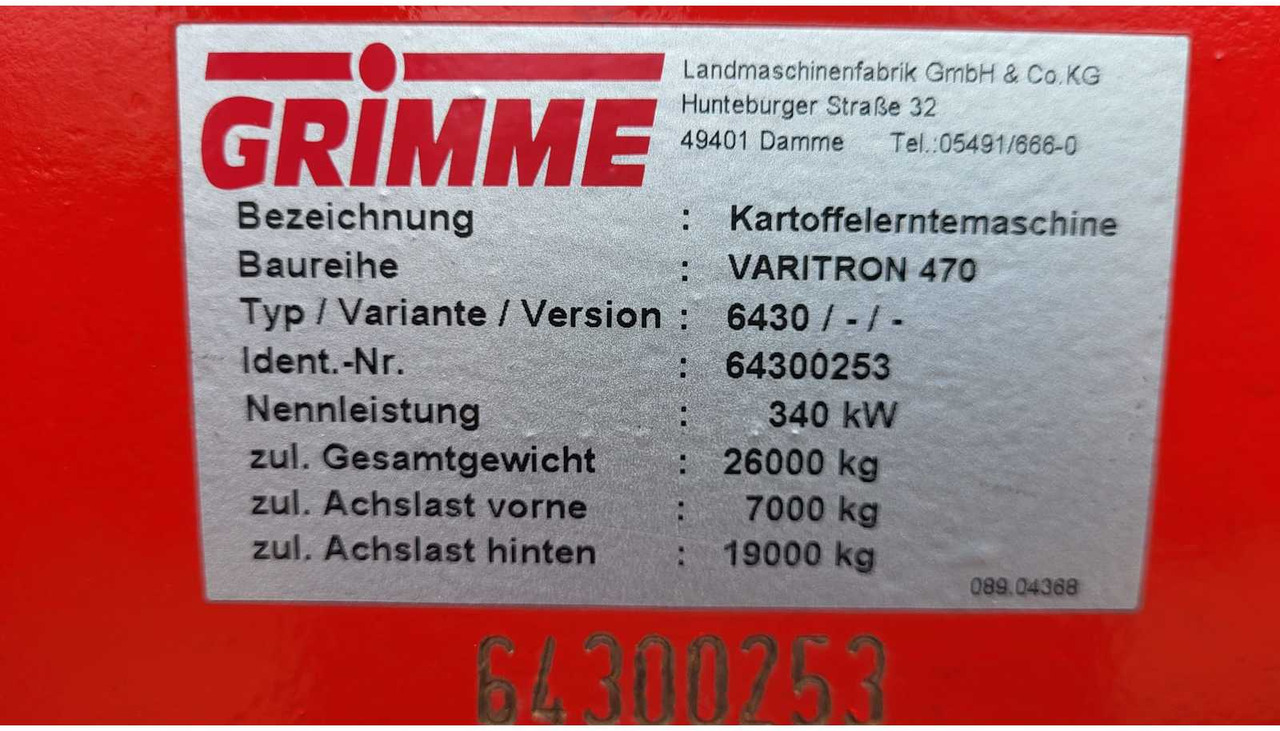 GRIMME
Landmaschinenfabrik GmbH & Co.KG
Hunteburger Straße 32
49401 Damme Tel.:05491/666-0
Bezeichnung : Kartoffelerntemaschine
Baureihe : VARITRON 470
Typ / Variante / Version : 6430 / - / -
Ident.-Nr. : 64300253
Nennleistung : 340 kW
zul. Gesamtgewicht : 26000 kg
zul. Achslast vorne : 7000 kg
zul. Achslast hinten : 19000 kg
089.04368
64300253